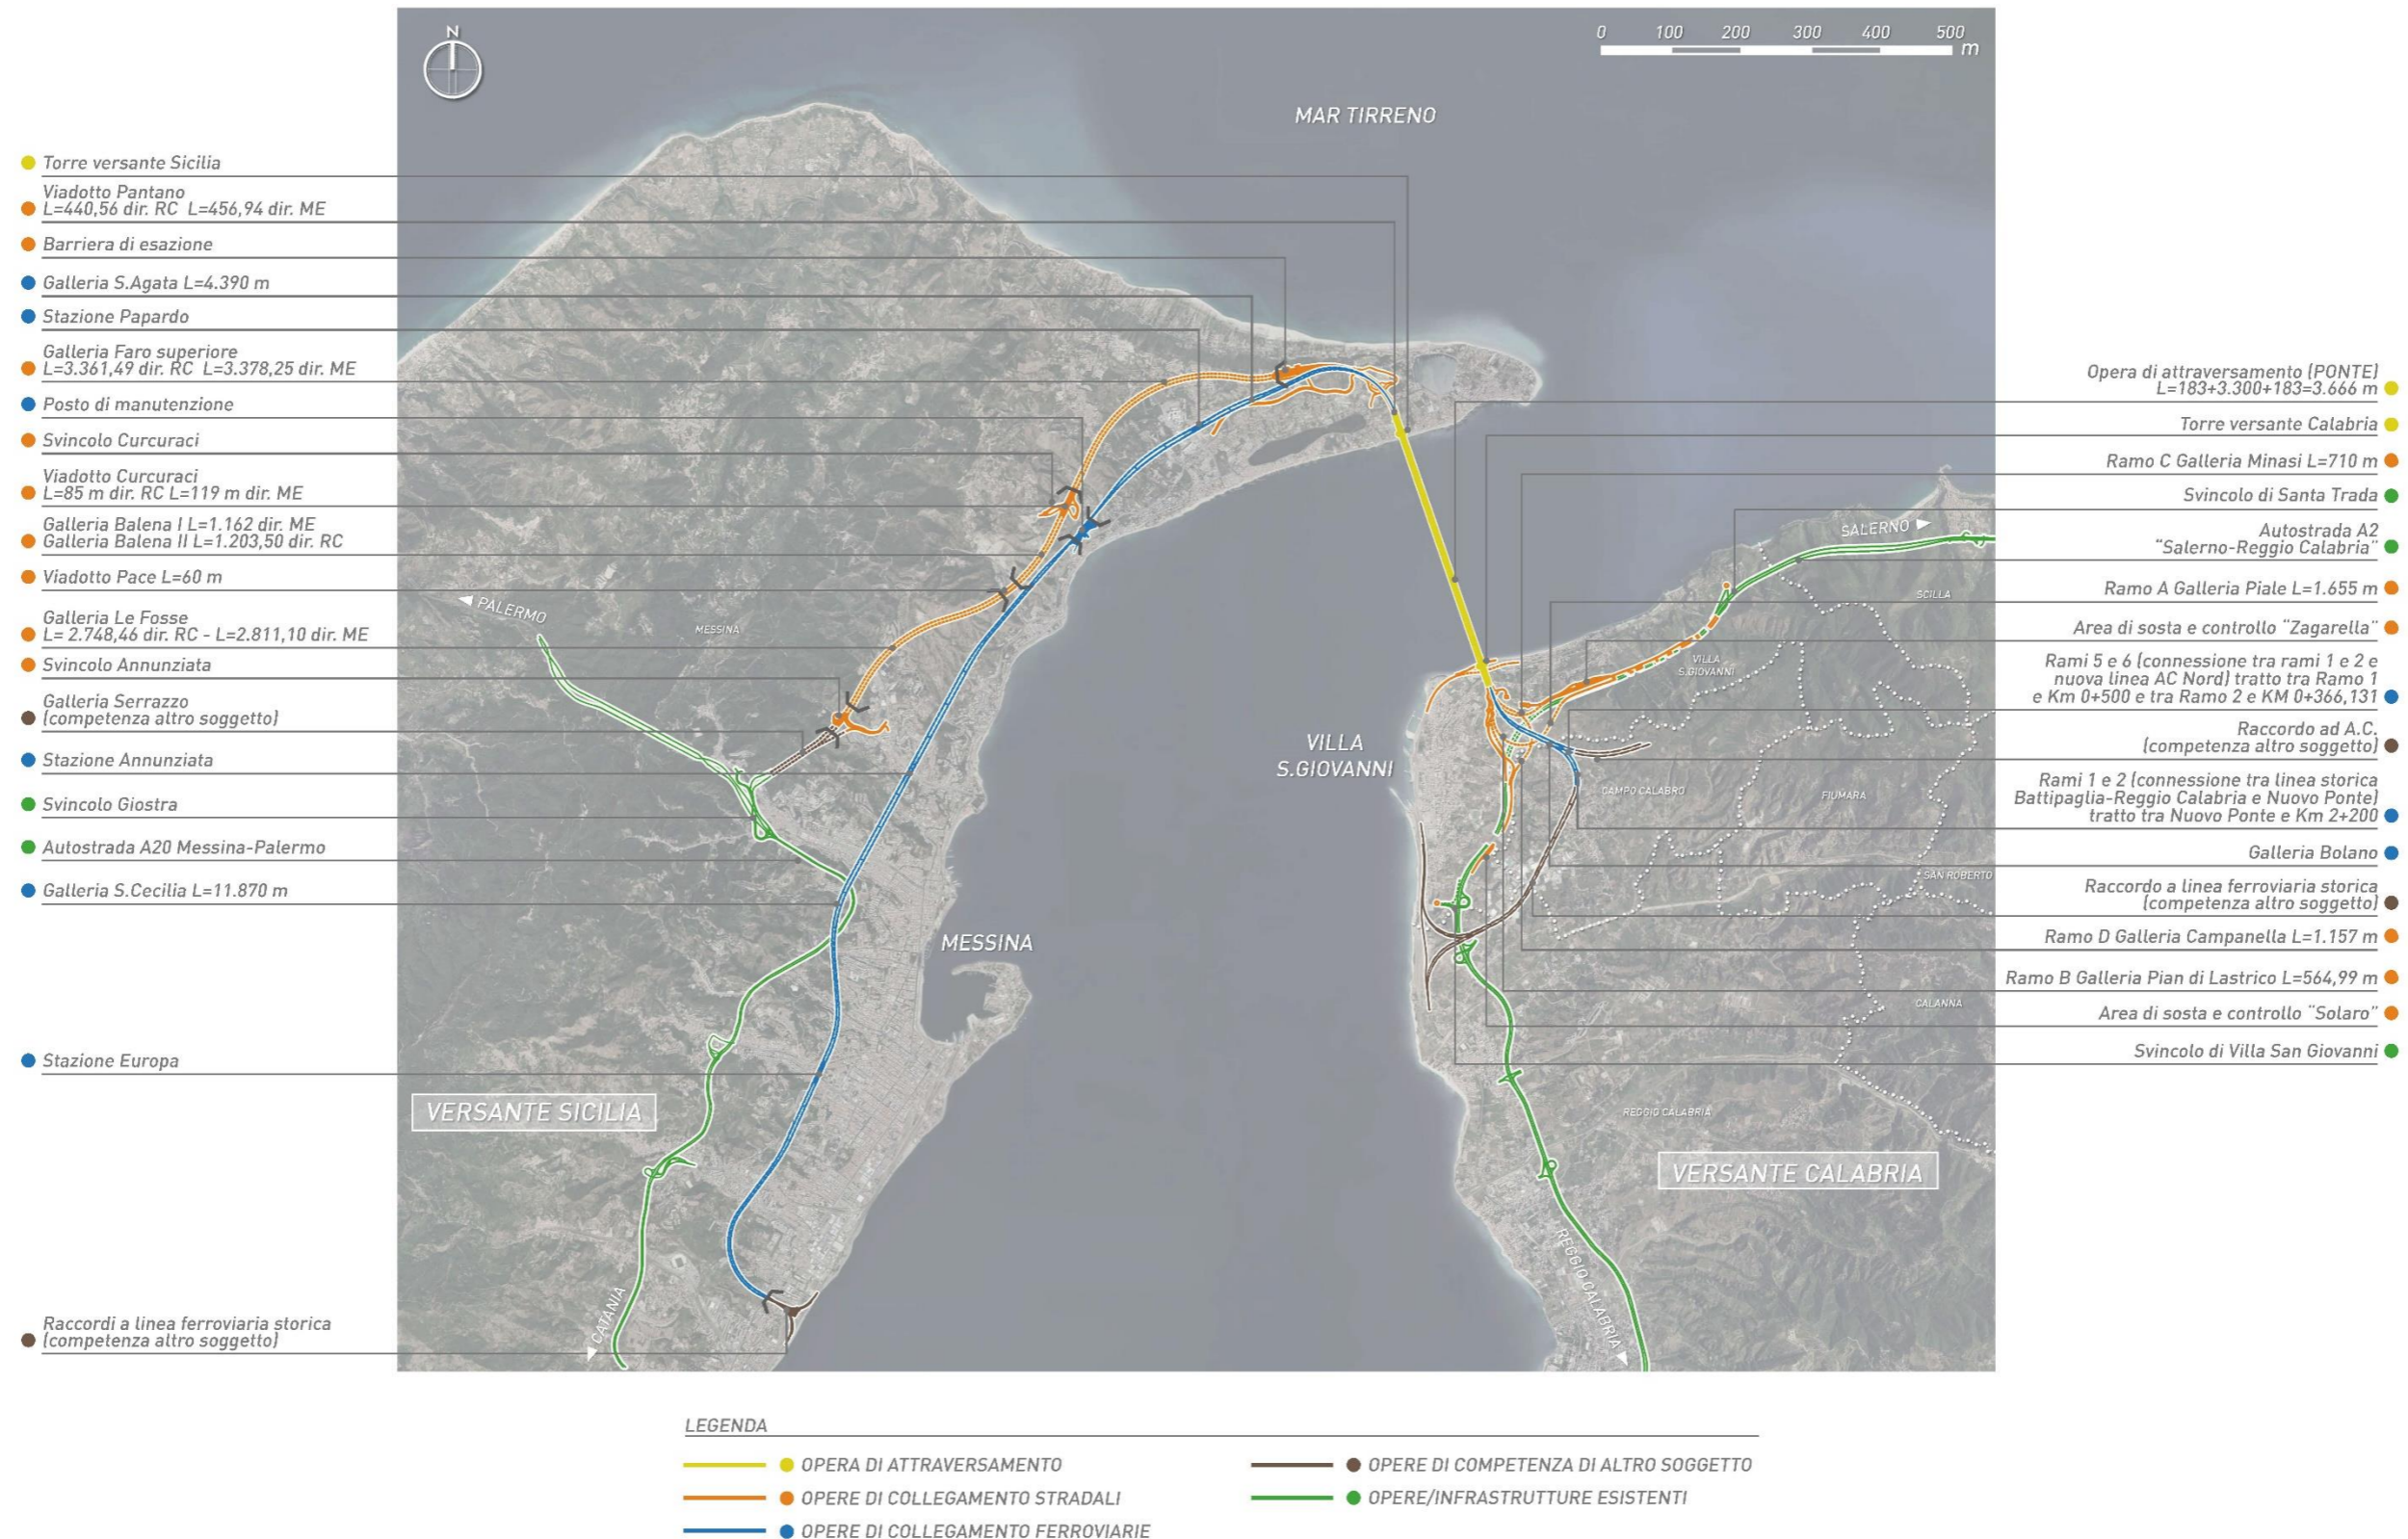 N
0 100 200 300 400 500 m
MAR TIRRENO
Torre versante Sicilia
Viadotto Pantano
L=440,56 dir. RC L=456,94 dir. ME
Barriera di esazione
Galleria S.Agata L=4.390 m
Stazione Papardo
Galleria Faro superiore
L=3.361,49 dir. RC L=3.378,25 dir. ME
Posto di manutenzione
Svincolo Curcuraci
Viadotto Curcuraci
L=85 m dir. RC L=119 m dir. ME
Galleria Balena I L=1.162 dir. ME
Galleria Balena II L=1.203,50 dir. RC
Viadotto Pace L=60 m
Galleria Le Fosse
L= 2.748,46 dir. RC - L=2.811,10 dir. ME
Svincolo Annunziata
Galleria Serrazzo
(competenza altro soggetto)
Stazione Annunziata
Svincolo Giostra
Autostrada A20 Messina-Palermo
Galleria S.Cecilia L=11.870 m
Stazione Europa
Raccordi a linea ferroviaria storica
(competenza altro soggetto)
PALERMO
MESSINA
MESSINA
VERSANTE SICILIA
CATANIA
VILLA
S.GIOVANNI
SALERNO
SCILLA
VILLA
S.GIOVANNI
CAMPO CALABRO
FIUMARA
SAN ROBERTO
CALANNA
REGGIO CALABRIA
VERSANTE CALABRIA
REGGIO CALABRIA
Opera di attraversamento (PONTE)
L=183+3.300+183=3.666 m
Torre versante Calabria
Ramo C Galleria Minasi L=710 m
Svincolo di Santa Trada
Autostrada A2
"Salerno-Reggio Calabria"
Ramo A Galleria Piale L=1.655 m
Area di sosta e controllo "Zagarella"
Rami 5 e 6 (connessione tra rami 1 e 2 e
nuova linea AC Nord) tratto tra Ramo 1
e Km 0+500 e tra Ramo 2 e KM 0+366,131
Raccordo ad A.C.
(competenza altro soggetto)
Rami 1 e 2 (connessione tra linea storica
Battipaglia-Reggio Calabria e Nuovo Ponte)
tratto tra Nuovo Ponte e Km 2+200
Galleria Bolano
Raccordo a linea ferroviaria storica
(competenza altro soggetto)
Ramo D Galleria Campanella L=1.157 m
Ramo B Galleria Pian di Lastrico L=564,99 m
Area di sosta e controllo "Solaro"
Svincolo di Villa San Giovanni
LEGENDA
OPERA DI ATTRAVERSAMENTO
OPERE DI COLLEGAMENTO STRADALI
OPERE DI COLLEGAMENTO FERROVIARIE
OPERE DI COMPETENZA DI ALTRO SOGGETTO
OPERE/INFRASTRUTTURE ESISTENTI